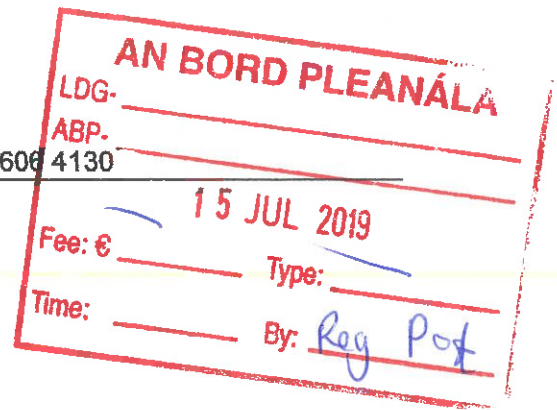 AN BORD PLEANÁLA
LDG-
ABP-
606 4130
15 JUL 2019
Fee: €
Type:
Time:
By: Reg Post